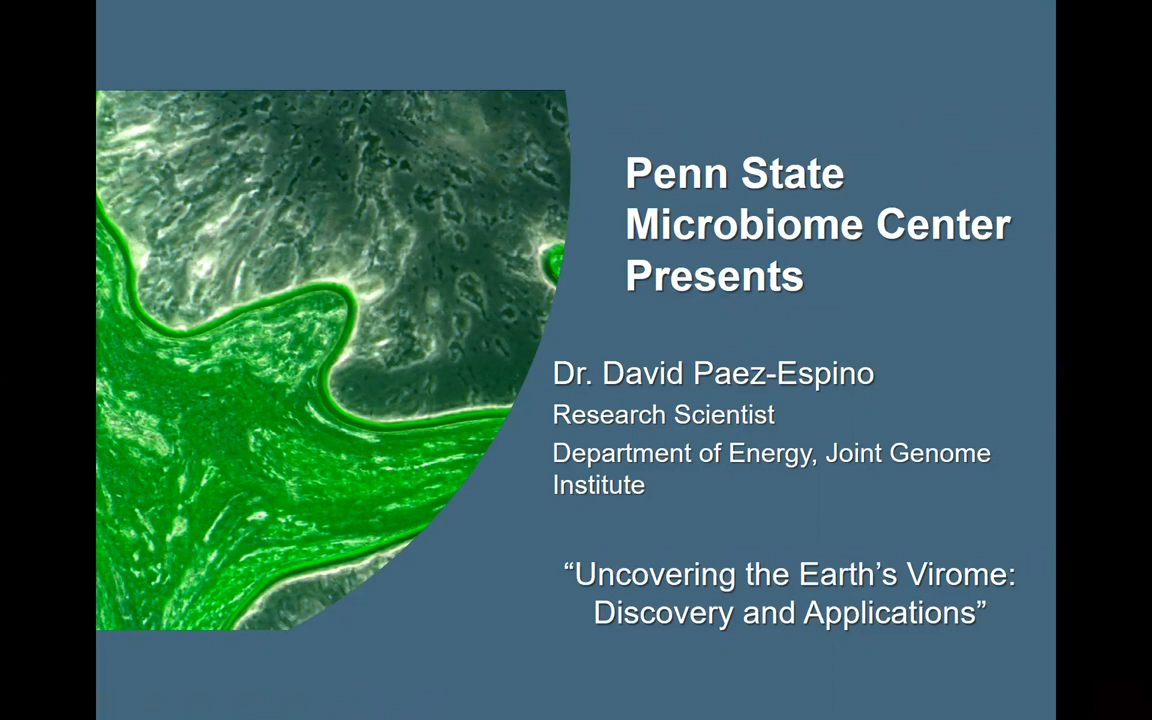 Penn State
Microbiome Center
Presents
Dr. David Paez-Espino
Research Scientist
Department of Energy, Joint Genome
Institute
“Uncovering the Earth’s Virome:
Discovery and Applications”